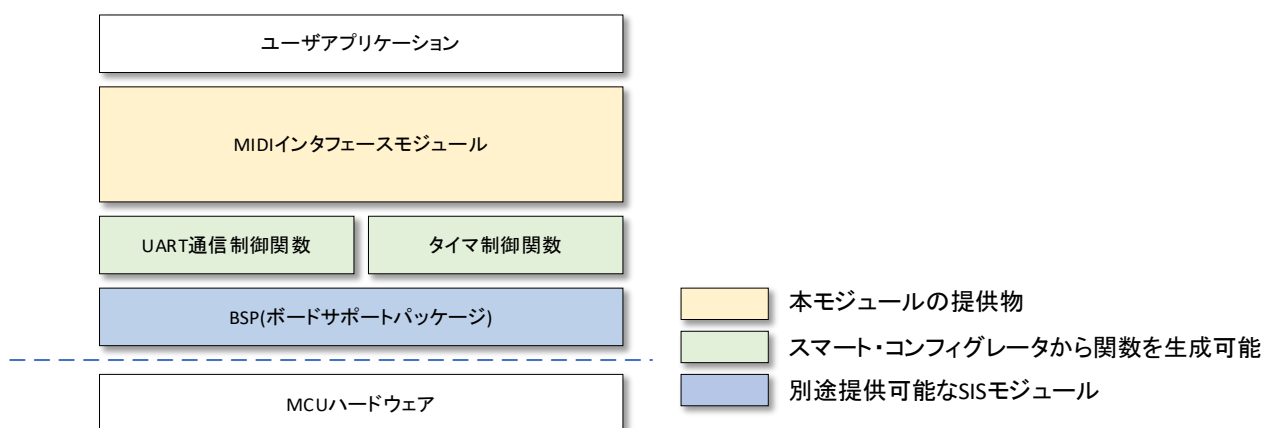 ユーザアプリケーション
MIDIインタフェースモジュール
UART通信制御関数
タイマ制御関数
BSP(ボードサポートパッケージ)
MCUハードウェア
本モジュールの提供物
スマート・コンフィグレータから関数を生成可能
別途提供可能なSISモジュール